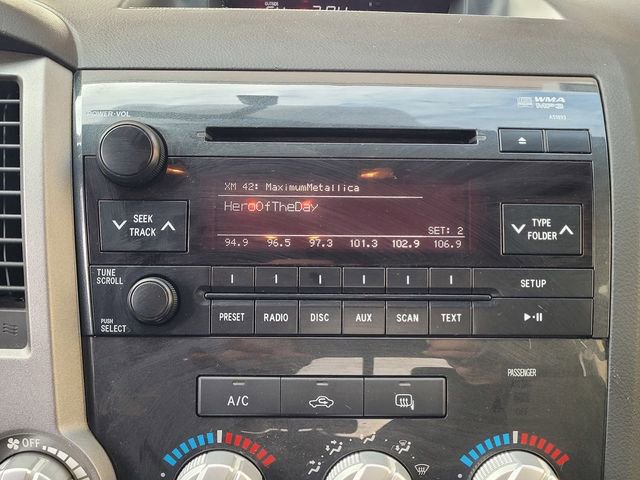 OUTSIDE
POWER·VOL
WMA
MP3
A51893
XM 42: MaximumMetallica
HeroOfTheDay
SET: 2
94.9 96.5 97.3 101.3 102.9 106.9
SEEK
TRACK
TYPE
FOLDER
TUNE
SCROLL
SETUP
PUSH
SELECT
PRESET RADIO DISC AUX SCAN TEXT
PASSENGER
A/C
OFF